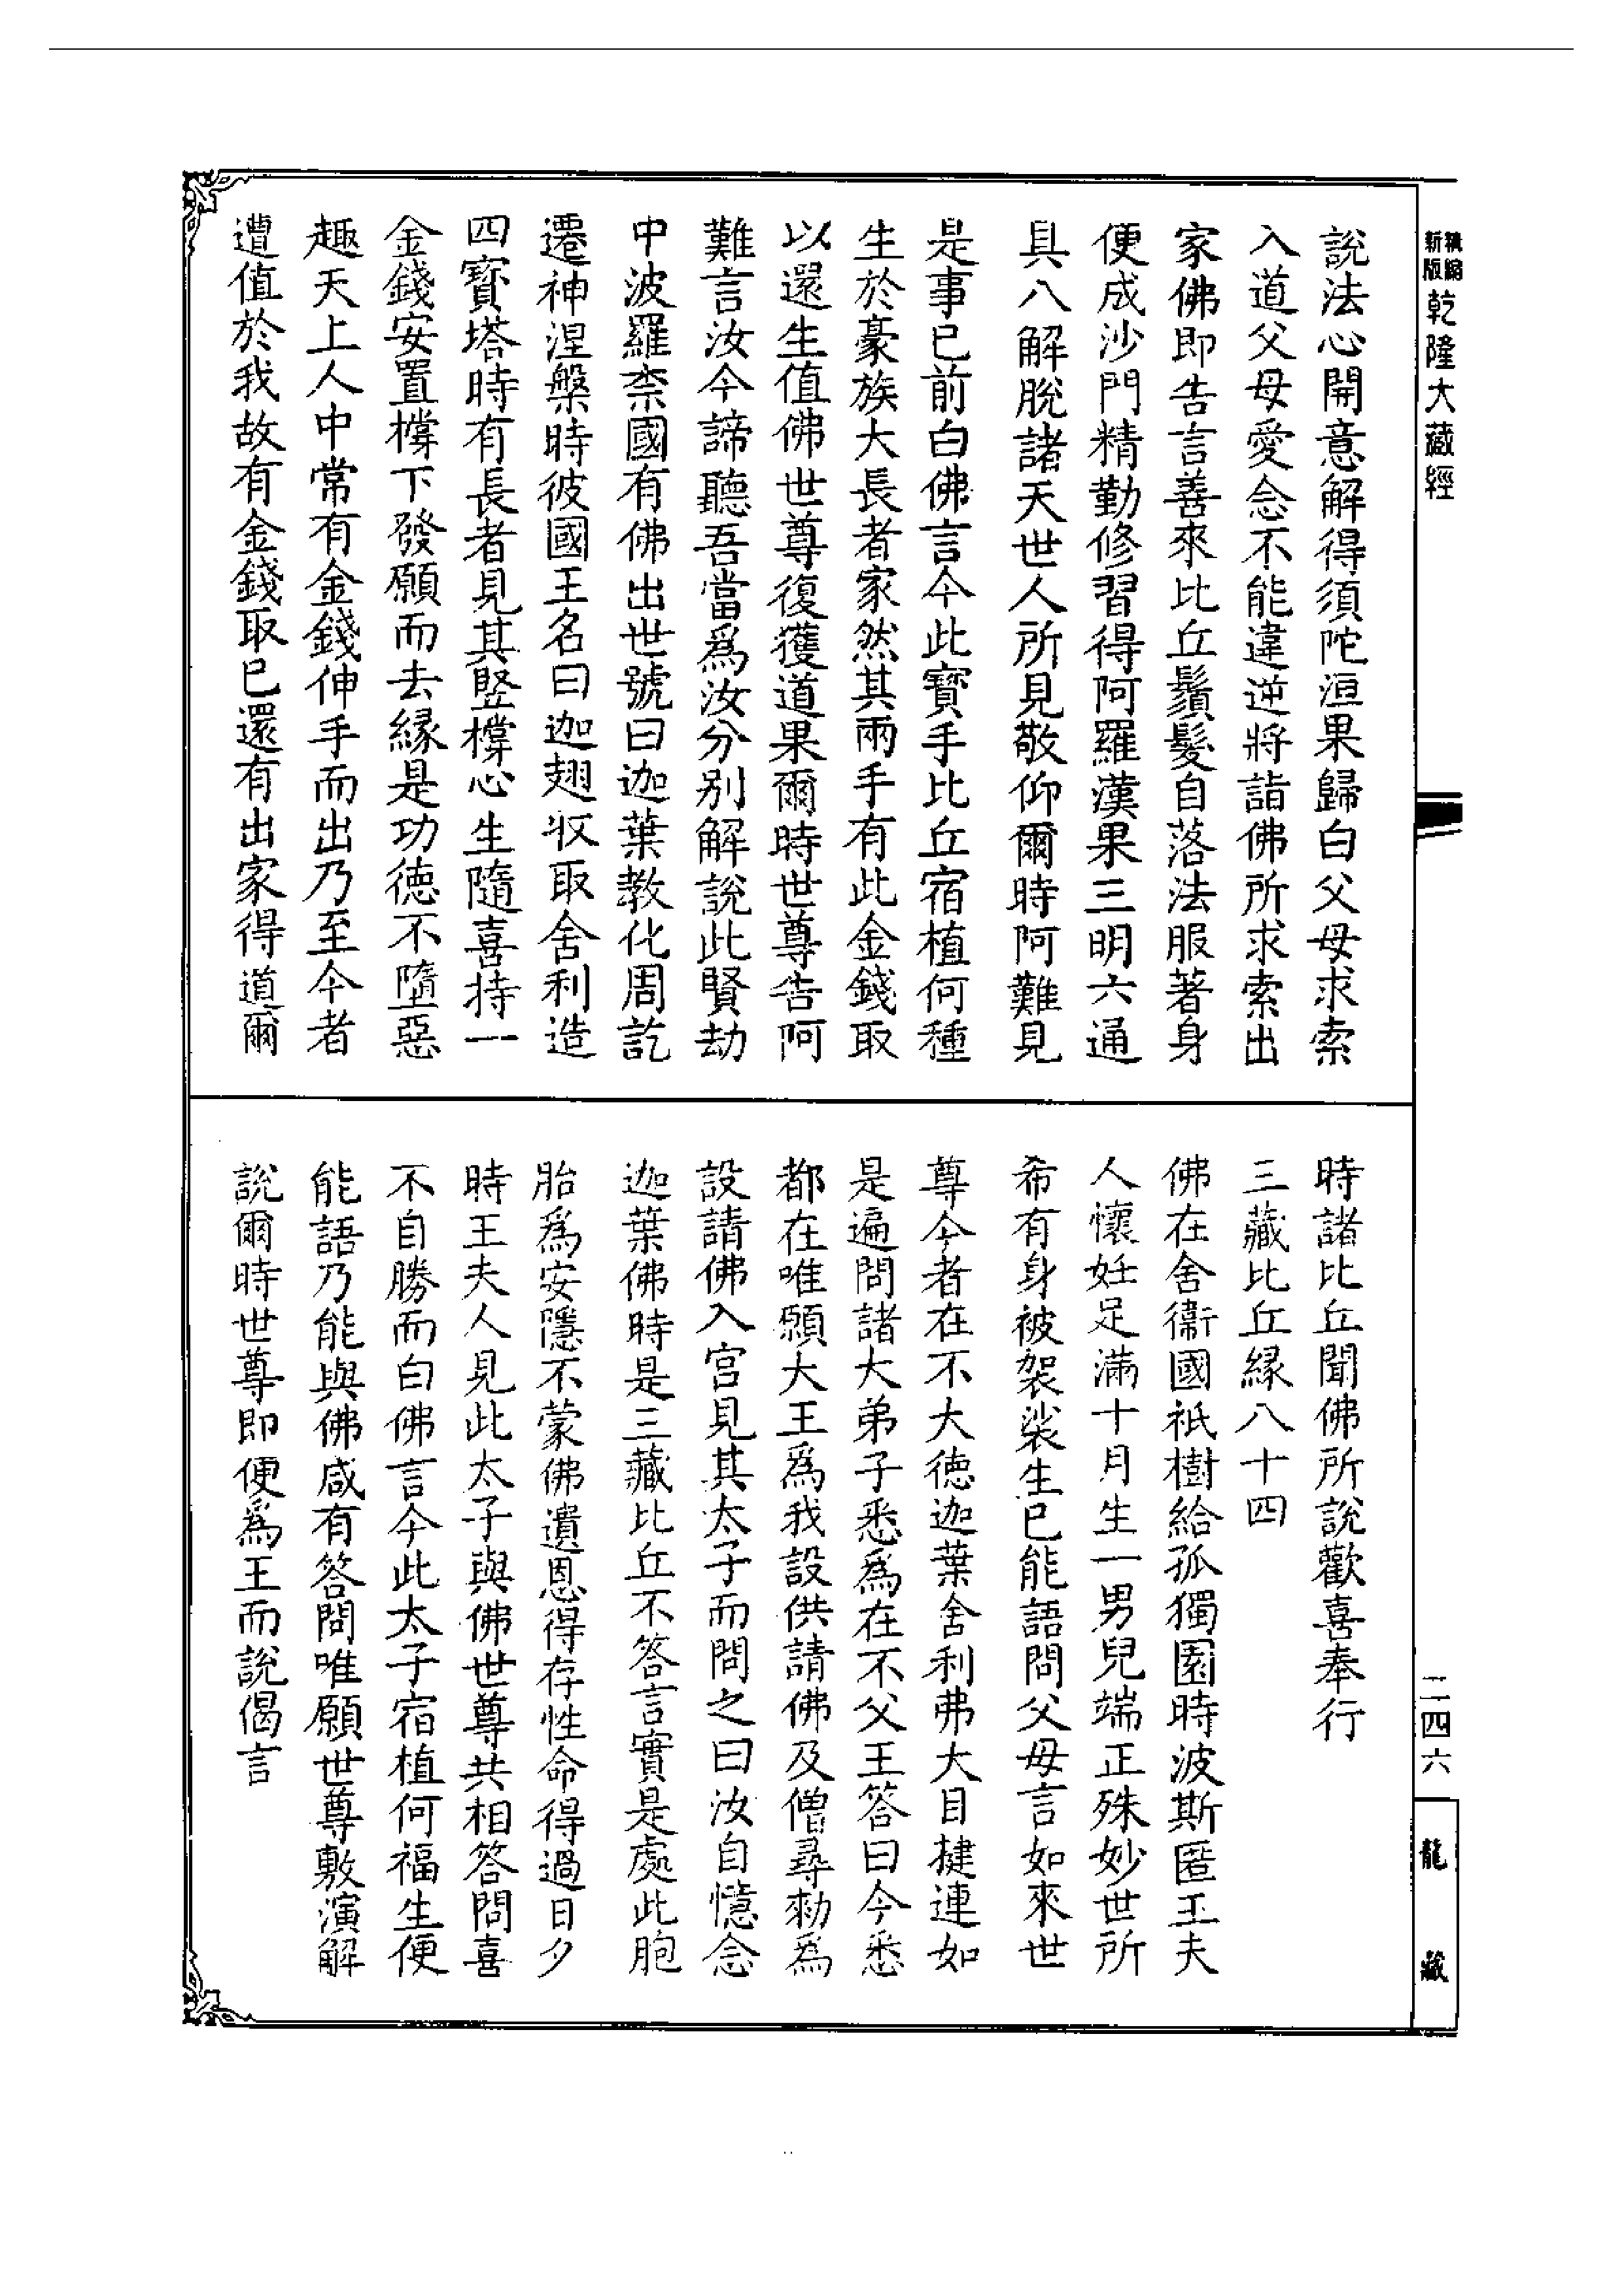 新版精縮乾隆大藏經
說法心開意解得須陀洹果歸白父母求索
入道父母愛念不能違逆將詣佛所求索出
家佛即告言善來比丘鬚髮自落法服著身
便成沙門精勤修習得阿羅漢果三明六通
具八解脫諸天世人所見敬仰爾時阿難見
是事已前白佛言今此寶手比丘宿植何種
生於豪族大長者家然其兩手有此金錢取
以還生值佛世尊復獲道果爾時世尊告阿
難言汝今諦聽吾當爲汝分别解說此賢劫
中波羅柰國有佛出世號曰迦葉教化周訖
遷神涅槃時彼國王名曰迦翅收取舍利造
四寶塔時有長者見其竪橖心生隨喜持一
金錢安置橖下發願而去緣是功德不墮惡
趣天上人中常有金錢伸手而出乃至今者
遭值於我故有金錢取已還有出家得道爾
時諸比丘聞佛所說歡喜奉行
三藏比丘緣八十四
佛在舍衞國祇樹給孤獨園時波斯匿王夫
人懷妊足滿十月生一男兒端正殊妙世所
希有身被袈裟生已能語問父母言如來世
尊今者在不大德迦葉舍利弗大目揵連如
是遍問諸大弟子悉爲在不父王答曰今悉
都在唯願大王爲我設供請佛及僧尋勑爲
設請佛入宮見其太子而問之曰汝自憶念
迦葉佛時是三藏比丘不答言實是處此胞
胎爲安隱不蒙佛遺恩得存性命得過日夕
時王夫人見此太子與佛世尊共相答問喜
不自勝而白佛言今此太子宿植何福生便
能語乃能與佛咸有答問唯願世尊敷演解
說爾時世尊即便爲王而說偈言
二四六
龍藏